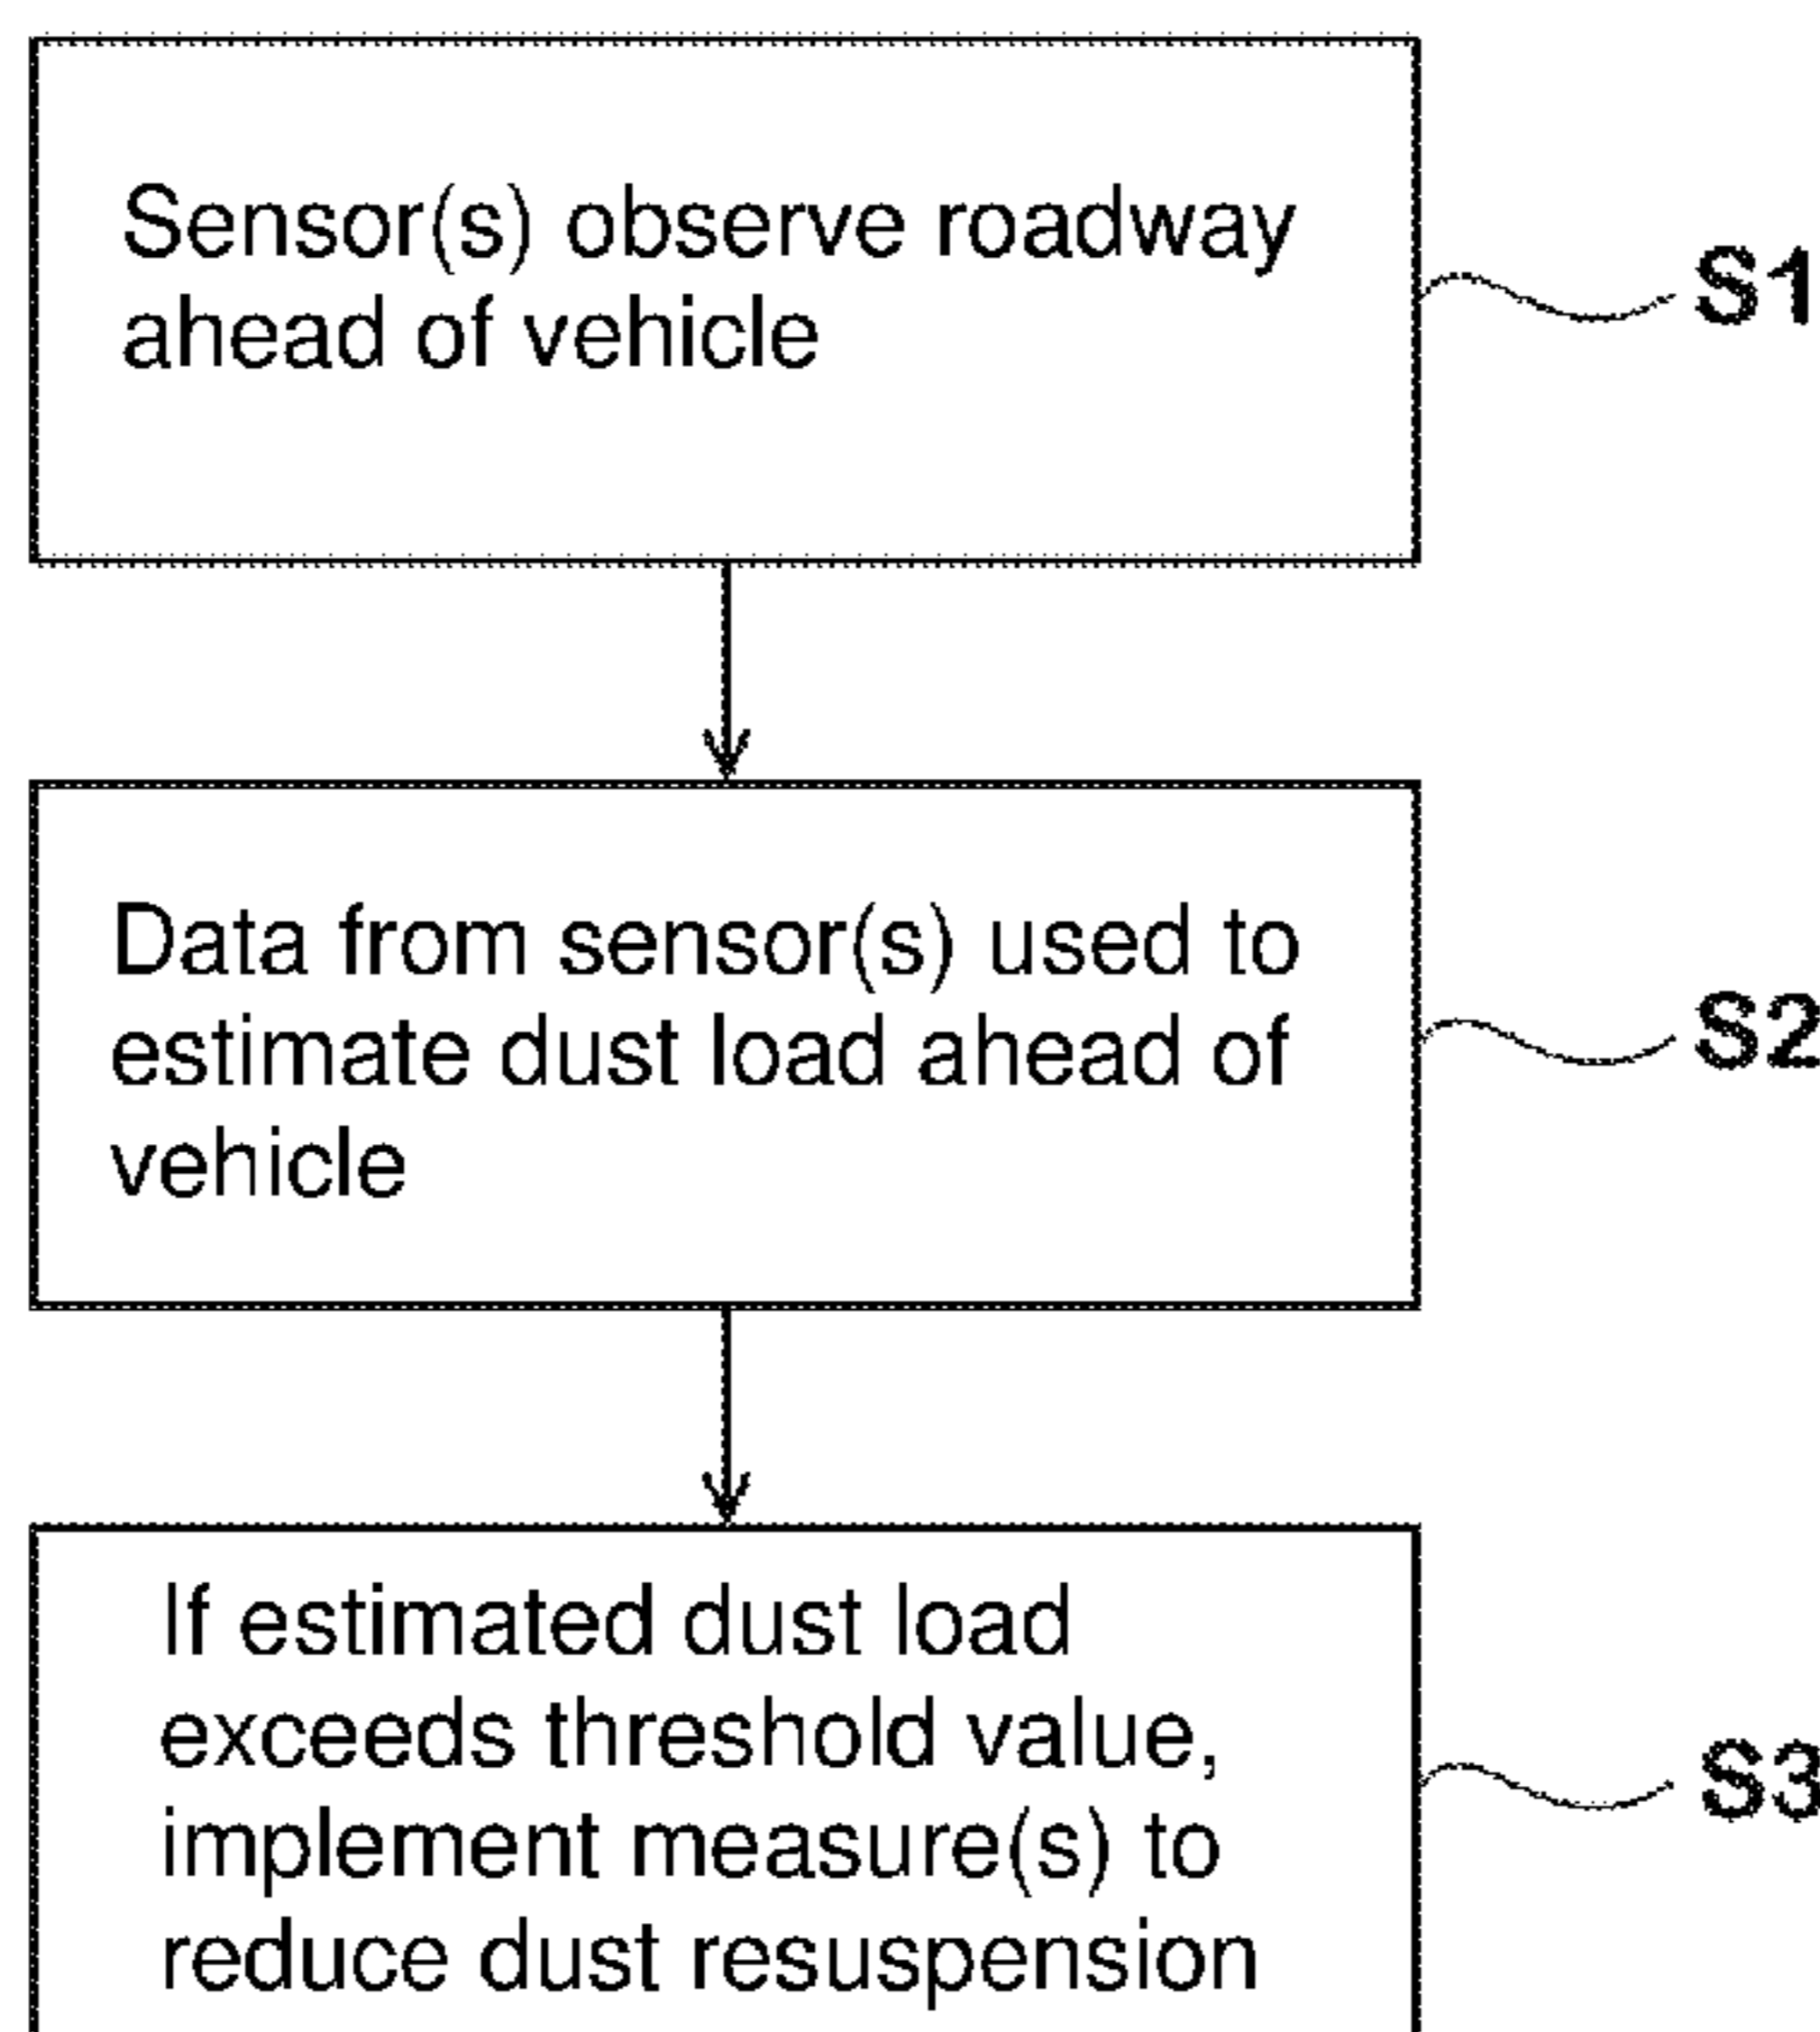 Sensor(s) observe roadway
ahead of vehicle
S1
Data from sensor(s) used to
estimate dust load ahead of
vehicle
S2
If estimated dust load
exceeds threshold value,
implement measure(s) to
reduce dust resuspension
S3